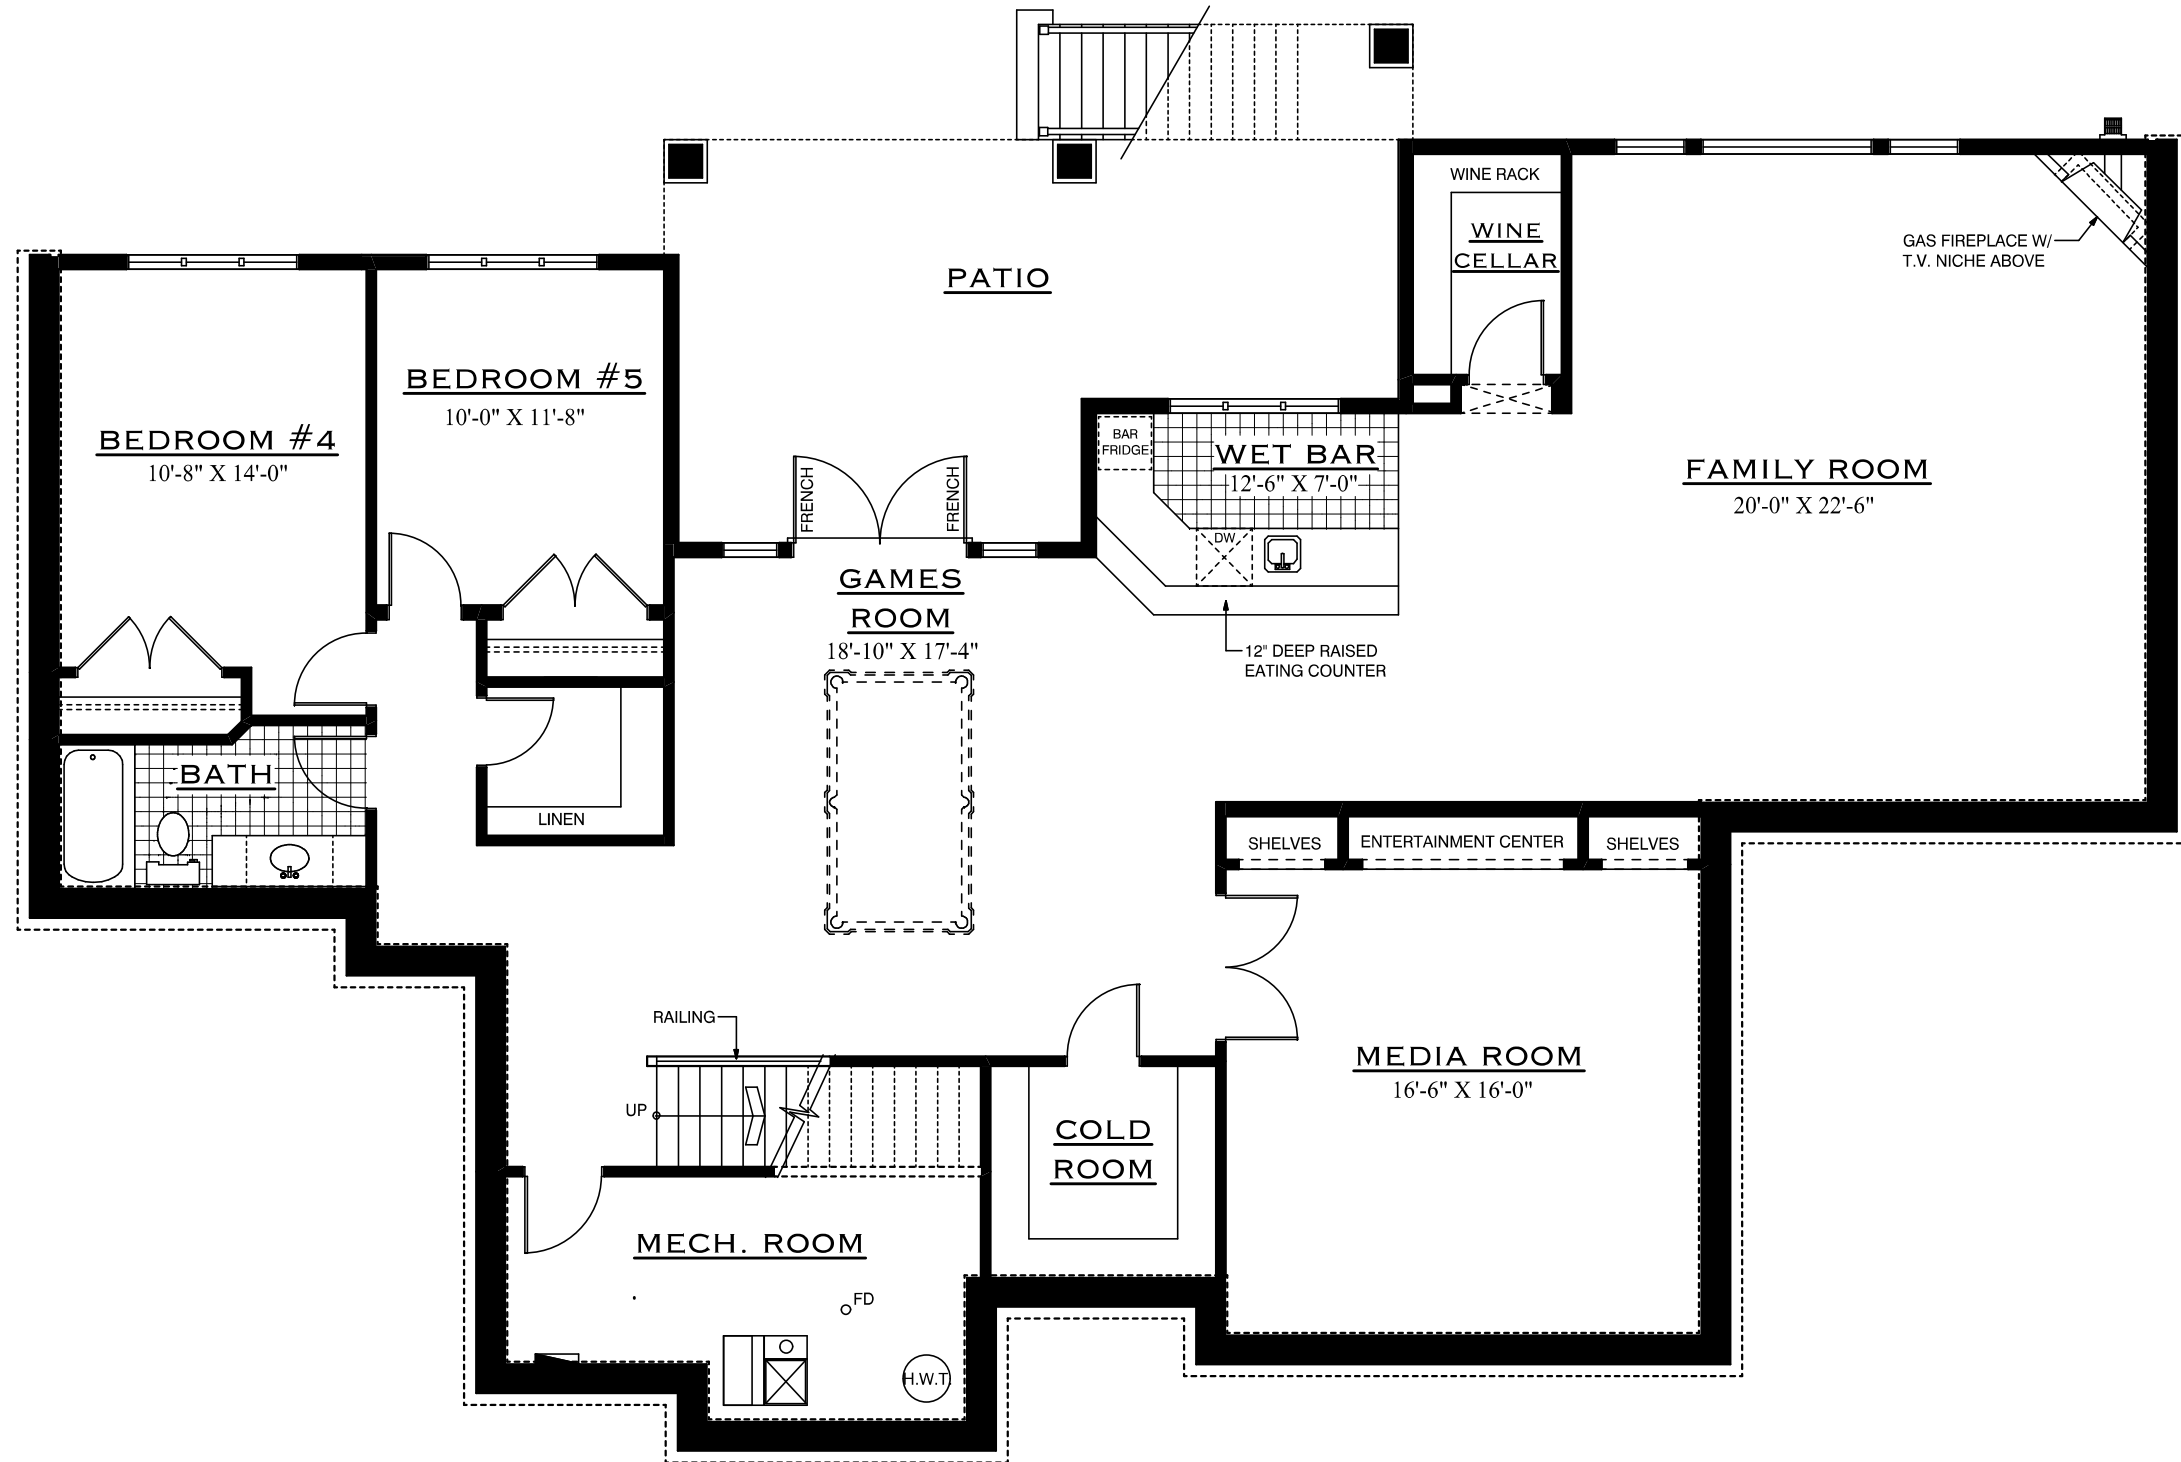 WINE RACK
WINE
CELLAR
GAS FIREPLACE W/
T.V. NICHE ABOVE
PATIO
BEDROOM #5
10'-0" X 11'-8"
BEDROOM #4
10'-8" X 14'-0"
BAR
FRIDGE
WET BAR
12'-6" X 7'-0"
FAMILY ROOM
20'-0" X 22'-6"
FRENCH
FRENCH
DW
GAMES
ROOM
18'-10" X 17'-4"
12" DEEP RAISED
EATING COUNTER
BATH
LINEN
SHELVES
ENTERTAINMENT CENTER
SHELVES
RAILING
UP
MEDIA ROOM
16'-6" X 16'-0"
COLD
ROOM
MECH. ROOM
FD
H.W.T.